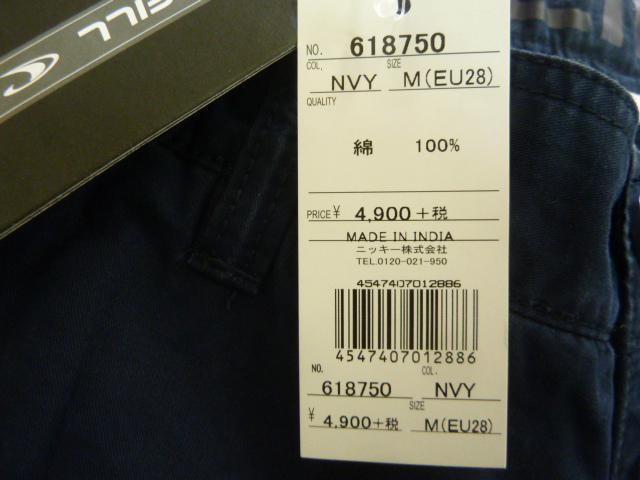 NO. 618750
COL. NVY SIZE M(EU28)
QUALITY
綿 100%
PRICE ¥ 4,900+税
MADE IN INDIA
ニッキー株式会社
TEL.0120-021-950
4547407012886
4547407012886
NO. 618750 COL. NVY
¥ 4,900+税 SIZE M(EU28)